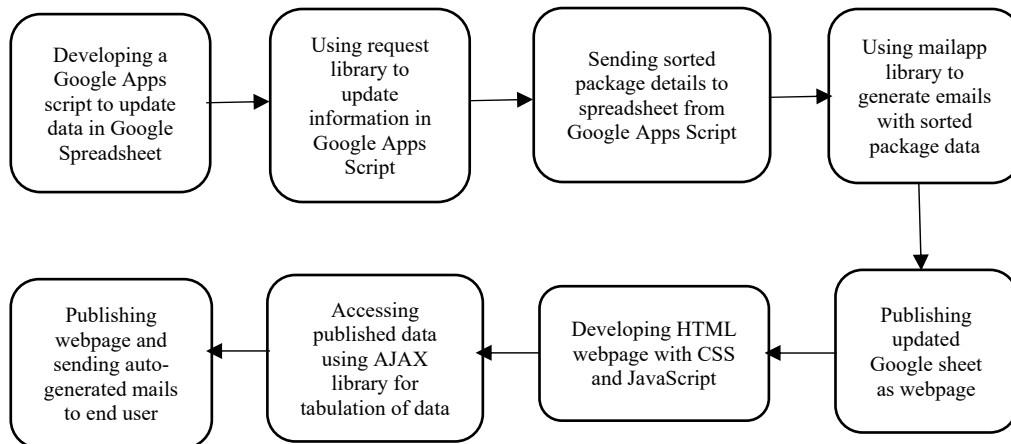 Developing a
Google Apps
script to update
data in Google
Spreadsheet
Using request
library to
update
information in
Google Apps
Script
Sending sorted
package details to
spreadsheet from
Google Apps Script
Using mailapp
library to
generate emails
with sorted
package data
Publishing
updated
Google sheet
as webpage
Developing HTML
webpage with CSS
and JavaScript
Accessing
published data
using AJAX
library for
tabulation of data
Publishing
webpage and
sending auto-
generated mails
to end user